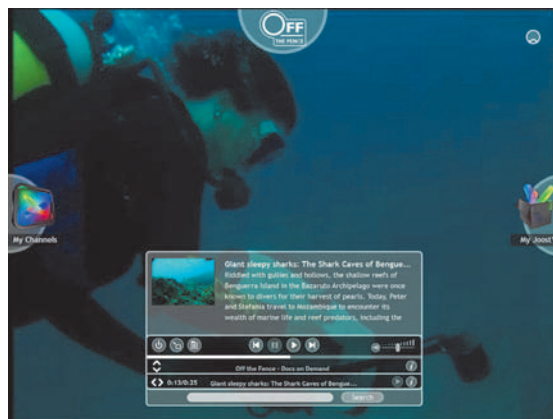 OFF
THE FENCE
My Channels
My Joost
Giant sleepy sharks: The Shark Caves of Bengue...
Riddled with gullies and hollows, the shallow reefs of
Benguerra Island in the Bazaruto Archipelago were once
known to divers for their harvest of pearls. Today, Peter
and Stefania travel to Mozambique to encounter its
wealth of marine life and reef predators, including the
Off the Fence - Docs on Demand
0:13/0:25 Giant sleepy sharks: The Shark Caves of Bengue...
Search